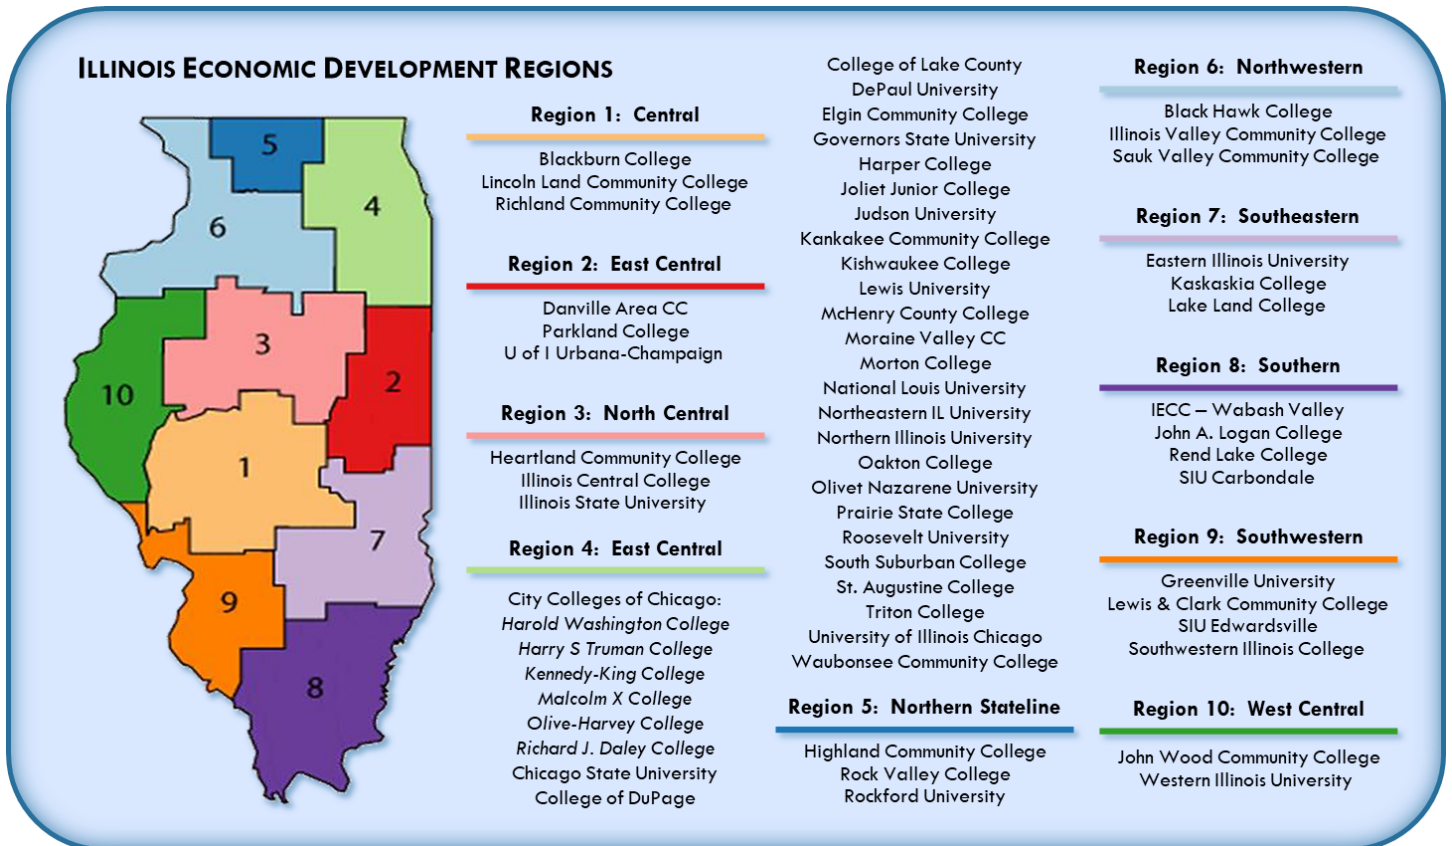 ILLINOIS ECONOMIC DEVELOPMENT REGIONS
5
4
6
3
2
10
1
7
9
8
Region 1: Central
Blackburn College
Lincoln Land Community College
Richland Community College
Region 2: East Central
Danville Area CC
Parkland College
U of I Urbana-Champaign
Region 3: North Central
Heartland Community College
Illinois Central College
Illinois State University
Region 4: East Central
City Colleges of Chicago:
Harold Washington College
Harry S Truman College
Kennedy-King College
Malcolm X College
Olive-Harvey College
Richard J. Daley College
Chicago State University
College of DuPage
College of Lake County
DePaul University
Elgin Community College
Governors State University
Harper College
Joliet Junior College
Judson University
Kankakee Community College
Kishwaukee College
Lewis University
McHenry County College
Moraine Valley CC
Morton College
National Louis University
Northeastern IL University
Northern Illinois University
Oakton College
Olivet Nazarene University
Prairie State College
Roosevelt University
South Suburban College
St. Augustine College
Triton College
University of Illinois Chicago
Waubonsee Community College
Region 5: Northern Stateline
Highland Community College
Rock Valley College
Rockford University
Region 6: Northwestern
Black Hawk College
Illinois Valley Community College
Sauk Valley Community College
Region 7: Southeastern
Eastern Illinois University
Kaskaskia College
Lake Land College
Region 8: Southern
IECC – Wabash Valley
John A. Logan College
Rend Lake College
SIU Carbondale
Region 9: Southwestern
Greenville University
Lewis & Clark Community College
SIU Edwardsville
Southwestern Illinois College
Region 10: West Central
John Wood Community College
Western Illinois University